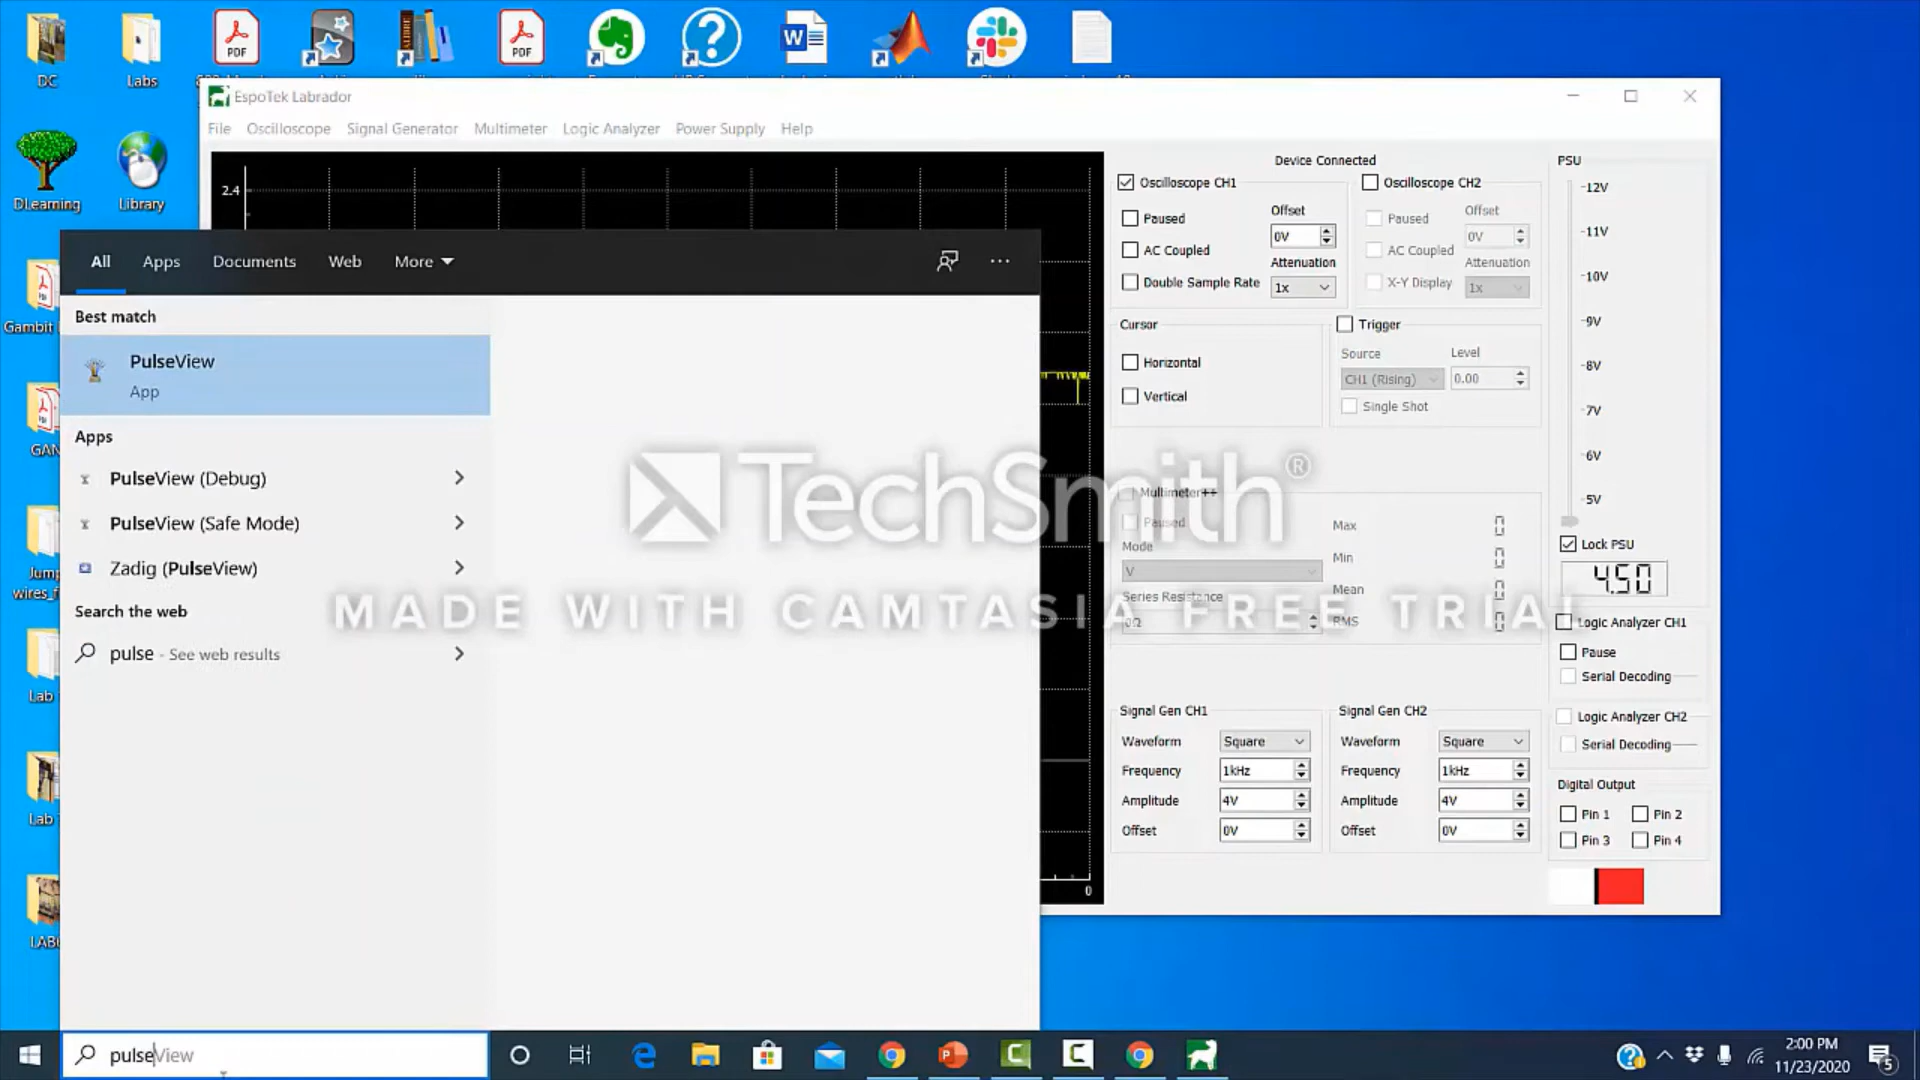 DC
Labs
PDF
PDF
DLearning
Library
Gambit
GAN
Jum
wires_f
Lab
Lab
LAB
EspoTek Labrador
File Oscilloscope Signal Generator Multimeter Logic Analyzer Power Supply Help
2.4
0
All Apps Documents Web More
Best match
PulseView
App
Apps
PulseView (Debug)
PulseView (Safe Mode)
Zadig (PulseView)
Search the web
pulse - See web results
pulseView
Device Connected
Oscilloscope CH1
Paused
AC Coupled
Double Sample Rate
Offset
0V
Attenuation
1x
Oscilloscope CH2
Paused
AC Coupled
X-Y Display
Offset
0V
Attenuation
1x
Cursor
Horizontal
Vertical
Trigger
Source
CH1 (Rising)
Level
0.00
Single Shot
TechSmith®
MADE WITH CAMTASIA FREE TRIAL
Multimeter++
Paused
Mode
V
Series Resistance
0Ω
Max 0
Min 0
Mean 0
RMS 0
Signal Gen CH1
Waveform Square
Frequency 1kHz
Amplitude 4V
Offset 0V
Signal Gen CH2
Waveform Square
Frequency 1kHz
Amplitude 4V
Offset 0V
PSU
-12V
-11V
-10V
-9V
-8V
-7V
-6V
-5V
Lock PSU
4.50
Logic Analyzer CH1
Pause
Serial Decoding
Logic Analyzer CH2
Serial Decoding
Digital Output
Pin 1 Pin 2
Pin 3 Pin 4
2:00 PM
11/23/2020
5